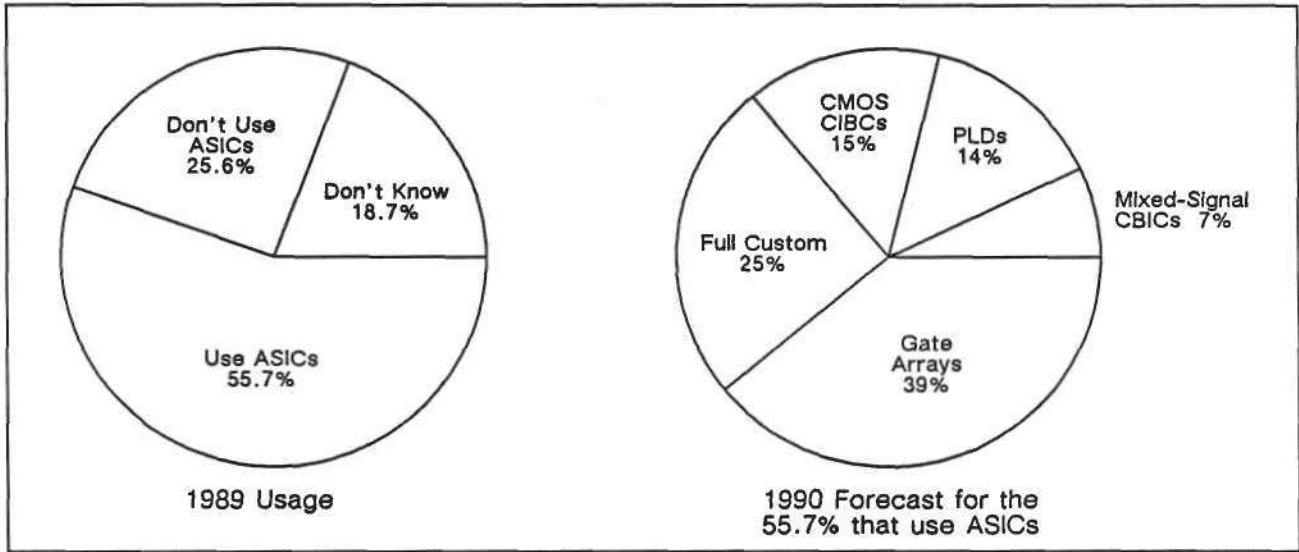 Don't Use
ASICs
25.6%
Don't Know
18.7%
Use ASICs
55.7%
1989 Usage
CMOS
CIBCs
15%
PLDs
14%
Mixed-Signal
CBICs 7%
Full Custom
25%
Gate
Arrays
39%
1990 Forecast for the
55.7% that use ASICs